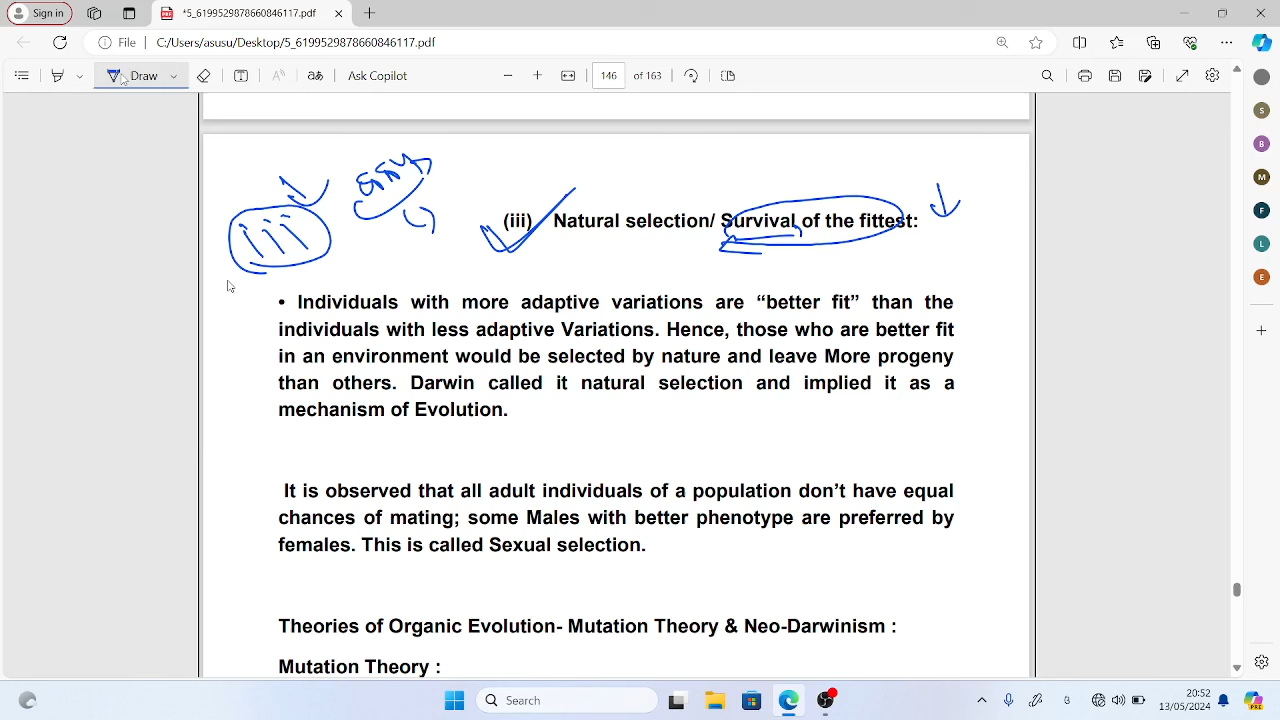 Sign in
*5_6199529878660846117.pdf
File
C:/Users/asusu/Desktop/5_6199529878660846117.pdf
Draw
Ask Copilot
146 of 163
(iii) Natural selection/ Survival of the fittest:
• Individuals with more adaptive variations are “better fit” than the
individuals with less adaptive Variations. Hence, those who are better fit
in an environment would be selected by nature and leave More progeny
than others. Darwin called it natural selection and implied it as a
mechanism of Evolution.
It is observed that all adult individuals of a population don’t have equal
chances of mating; some Males with better phenotype are preferred by
females. This is called Sexual selection.
Theories of Organic Evolution- Mutation Theory & Neo-Darwinism :
Mutation Theory :
S
B
M
F
L
E
Search
20:52
13/05/2024